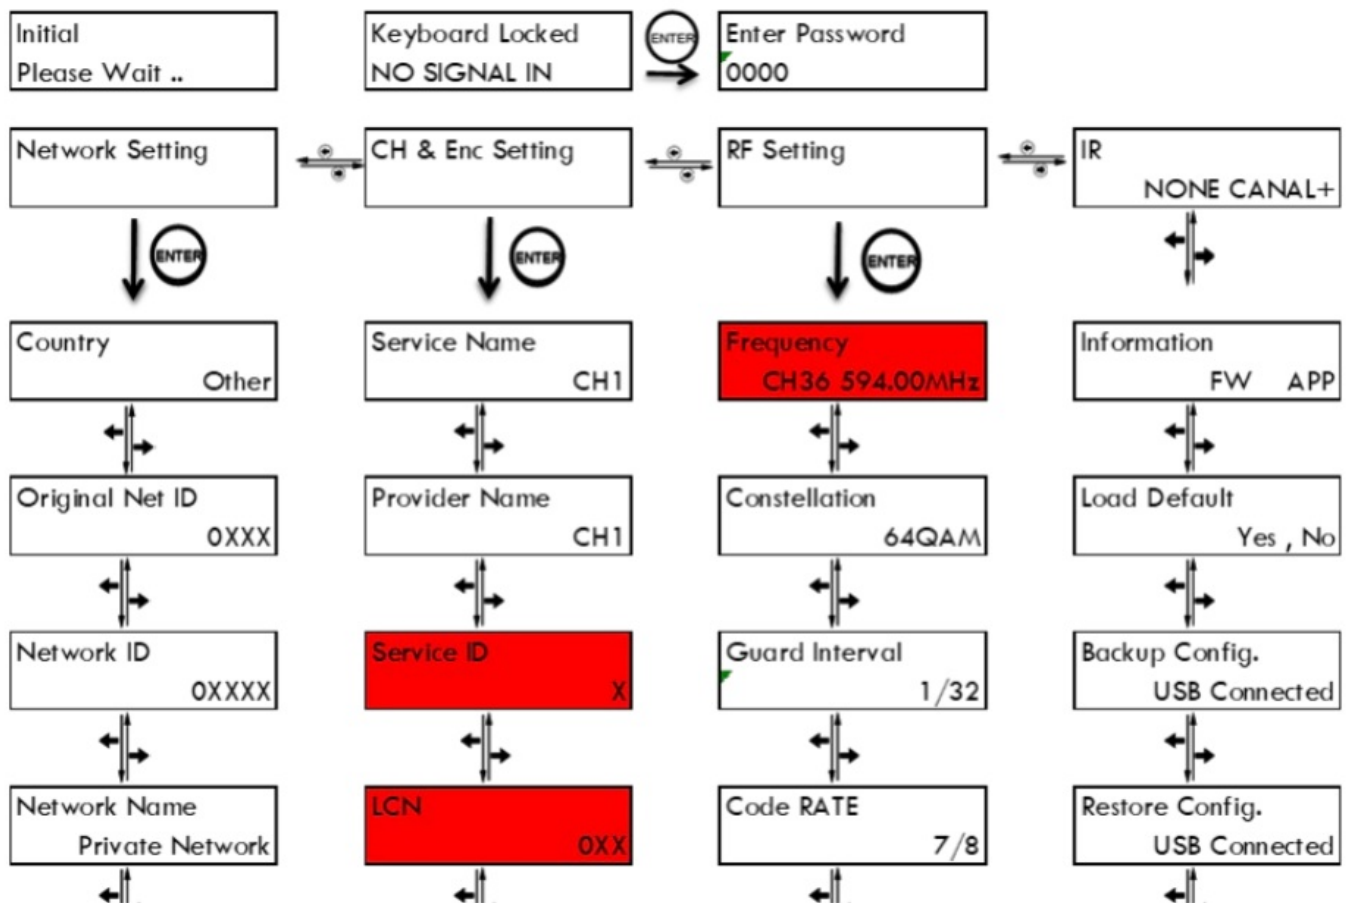 Initial
Please Wait ..
Keyboard Locked
NO SIGNAL IN
ENTER
Enter Password
0000
Network Setting
CH & Enc Setting
RF Setting
IR
NONE CANAL+
ENTER
ENTER
ENTER
Country
Other
Service Name
CH1
Frequency
CH36 594.00MHz
Information
FW APP
Original Net ID
0XXX
Provider Name
CH1
Constellation
64QAM
Load Default
Yes , No
Network ID
0XXXX
Service ID
X
Guard Interval
1/32
Backup Config.
USB Connected
Network Name
Private Network
LCN
0XX
Code RATE
7/8
Restore Config.
USB Connected